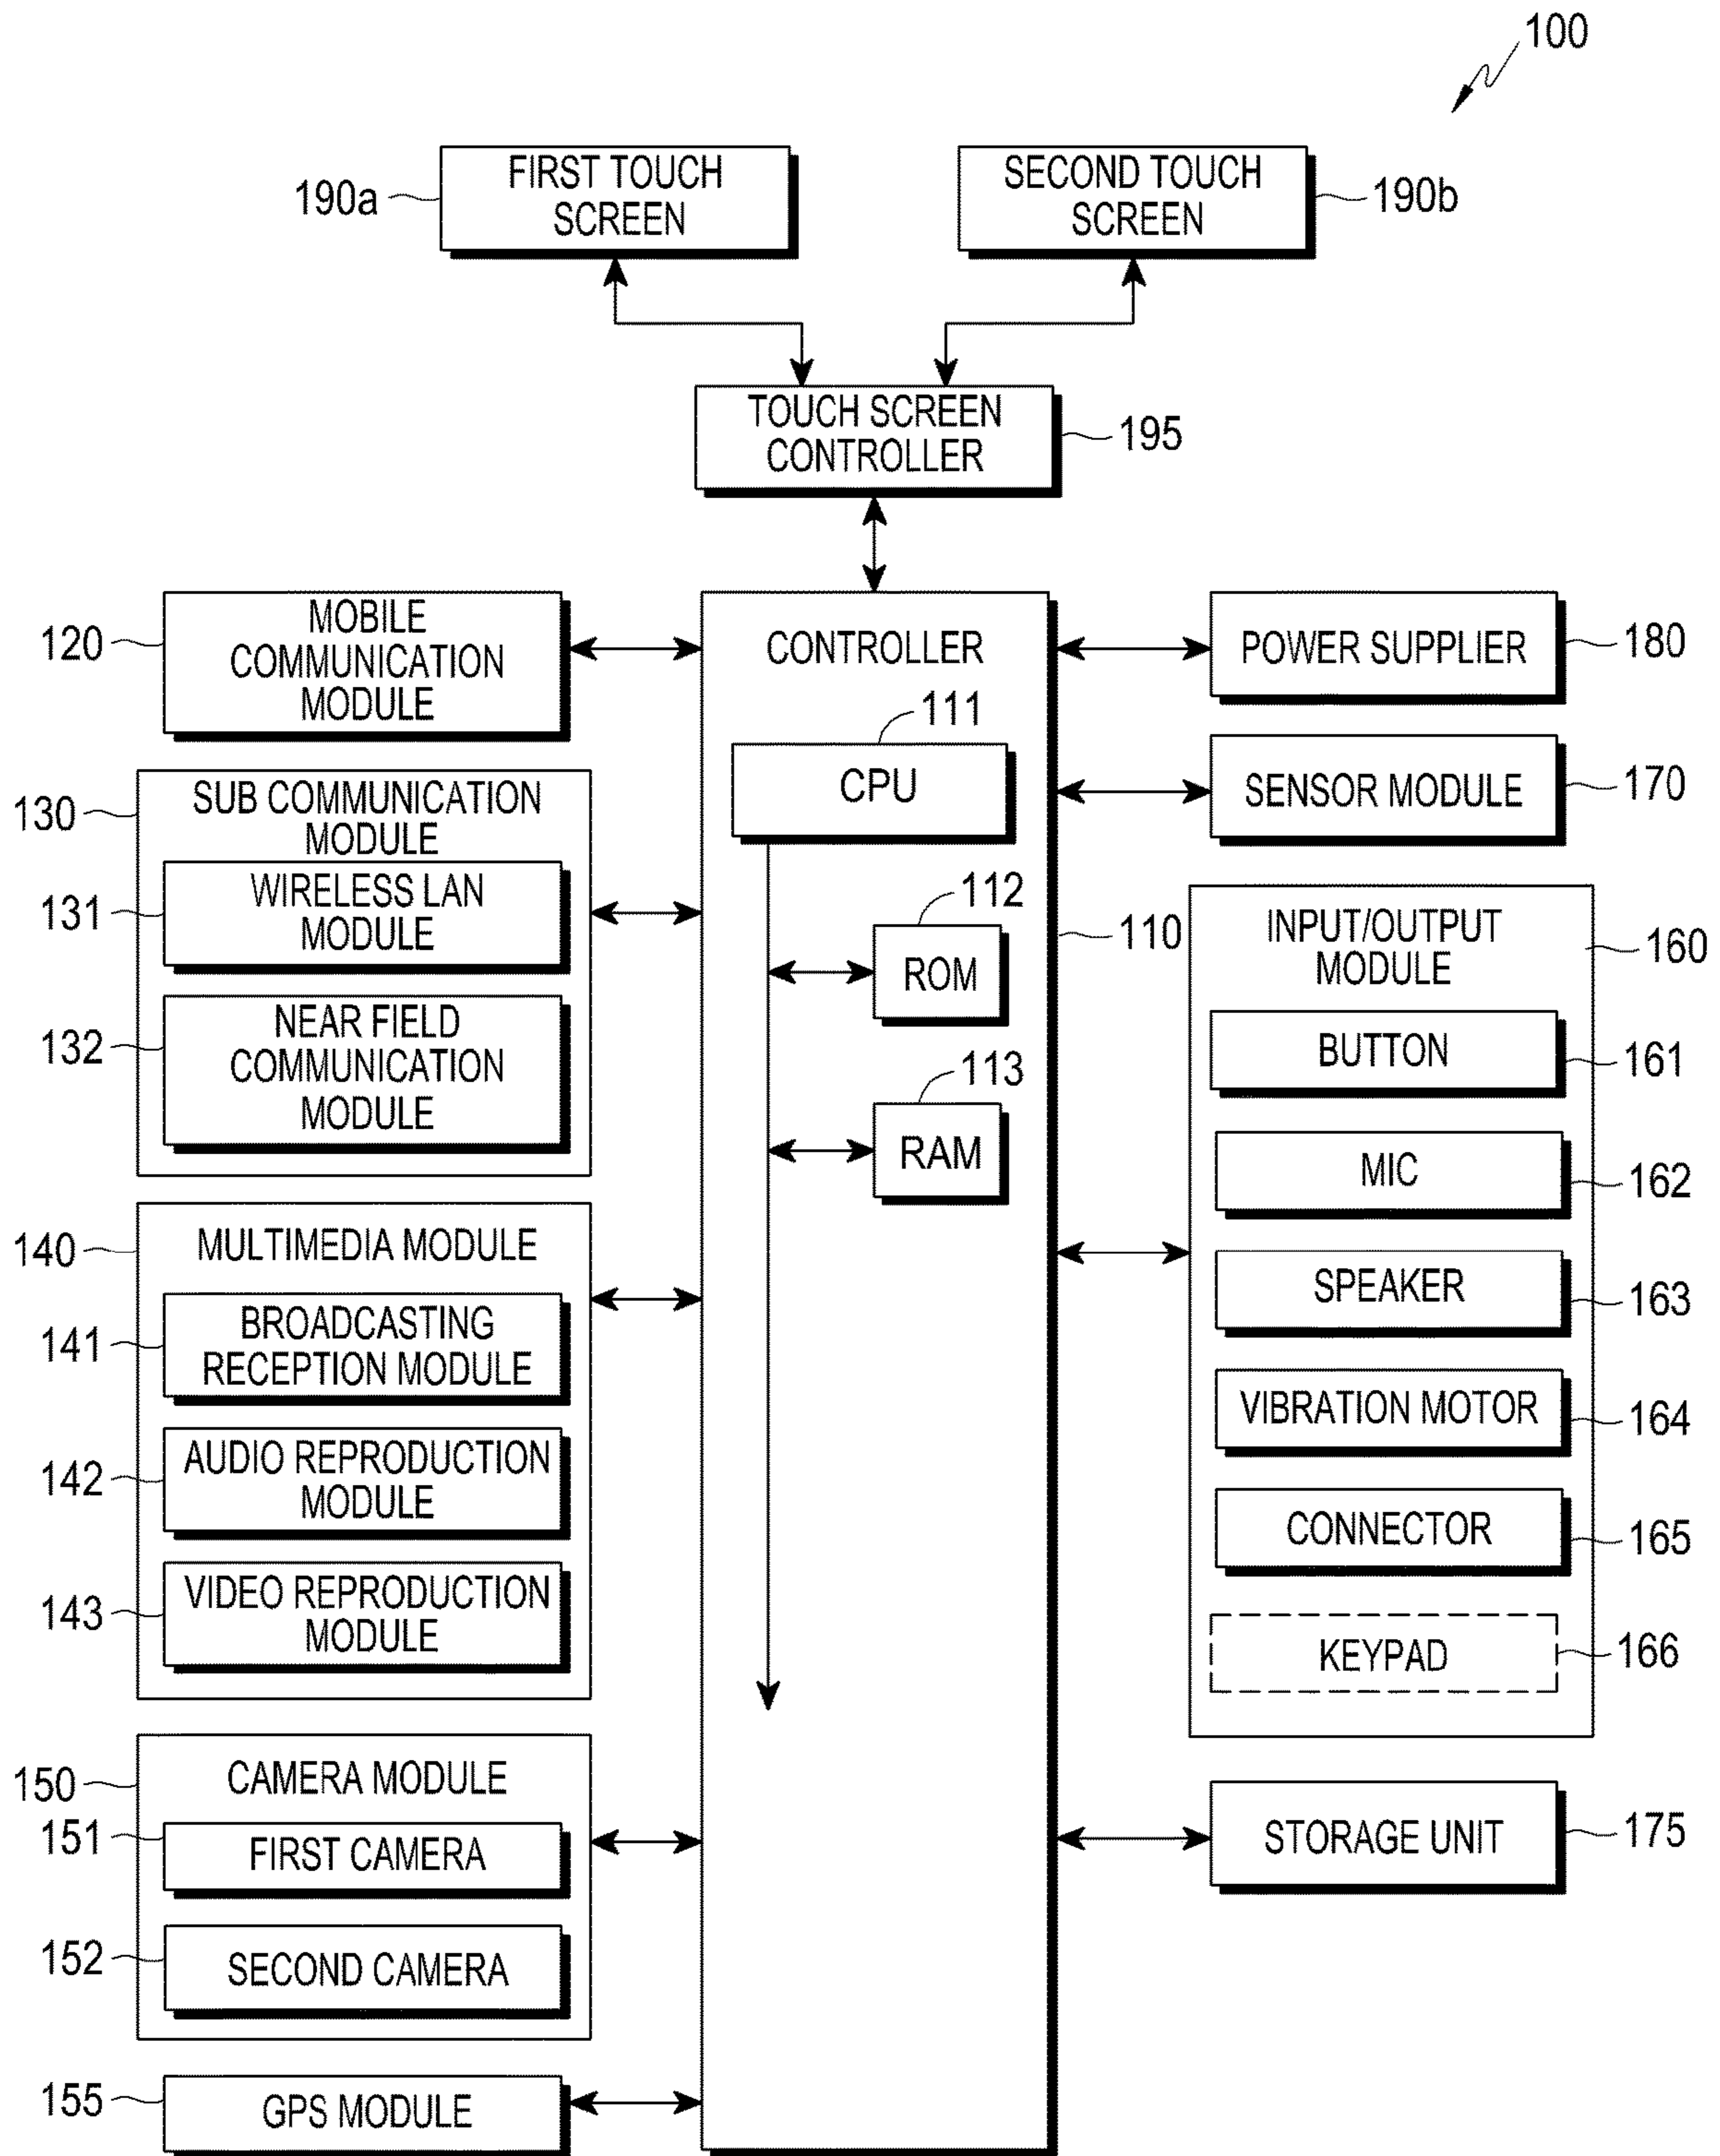 100
FIRST TOUCH
SCREEN
190a
SECOND TOUCH
SCREEN
190b
TOUCH SCREEN
CONTROLLER
195
120
MOBILE
COMMUNICATION
MODULE
130
SUB COMMUNICATION
MODULE
131
WIRELESS LAN
MODULE
132
NEAR FIELD
COMMUNICATION
MODULE
140
MULTIMEDIA MODULE
141
BROADCASTING
RECEPTION MODULE
142
AUDIO REPRODUCTION
MODULE
143
VIDEO REPRODUCTION
MODULE
150
CAMERA MODULE
151
FIRST CAMERA
152
SECOND CAMERA
155
GPS MODULE
CONTROLLER
110
111
CPU
112
ROM
113
RAM
POWER SUPPLIER
180
SENSOR MODULE
170
INPUT/OUTPUT
MODULE
160
BUTTON
161
MIC
162
SPEAKER
163
VIBRATION MOTOR
164
CONNECTOR
165
KEYPAD
166
STORAGE UNIT
175